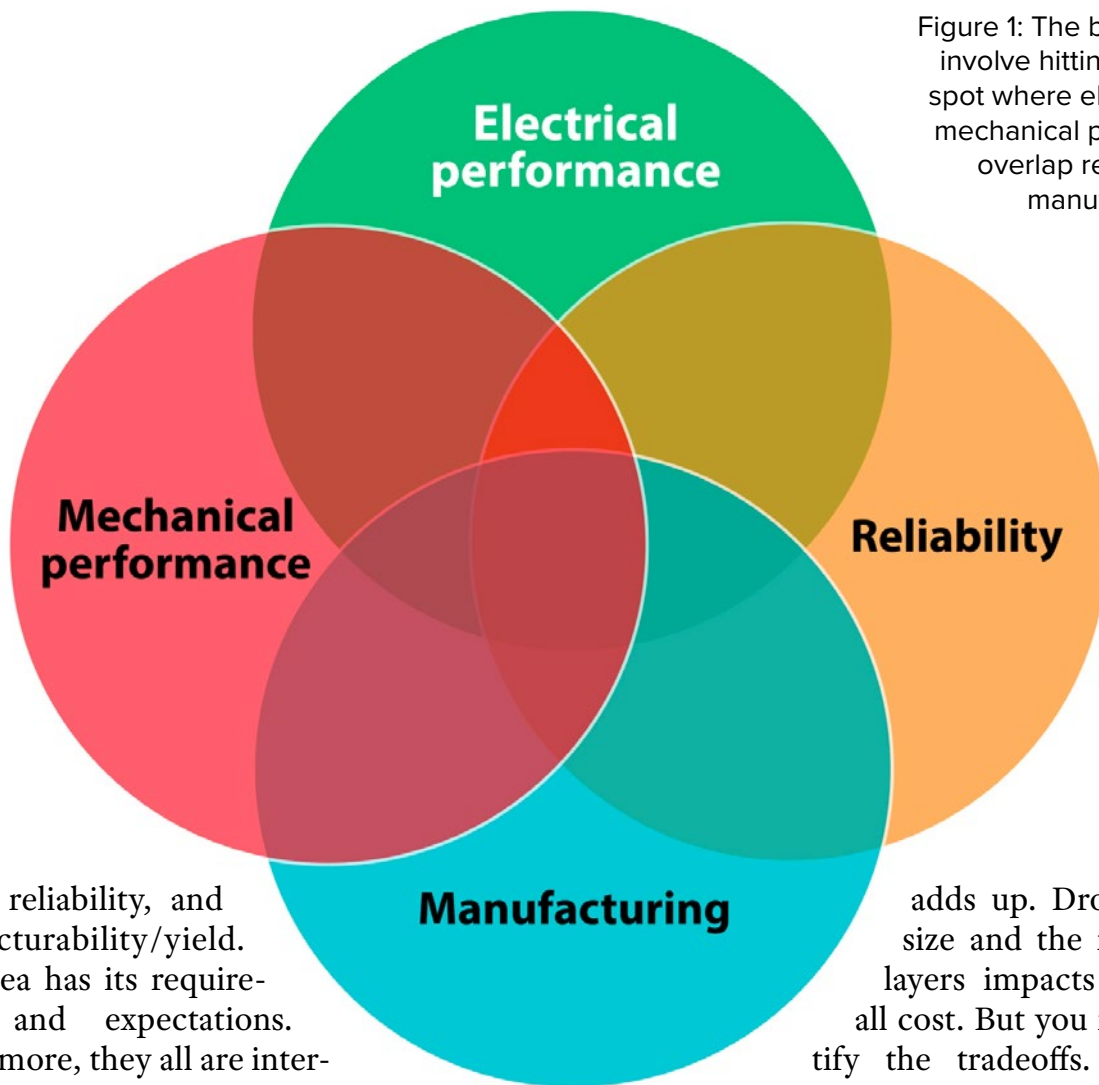 Figure 1: The b
involve hittin
spot where el
mechanical p
overlap re
manu
Electrical
performance
Mechanical
performance
Reliability
Manufacturing
reliability, and
cturability/yield.
ea has its require-
and expectations.
more, they all are inter-
adds up. Dro
size and the
layers impacts
all cost. But you
tify the tradeoffs.